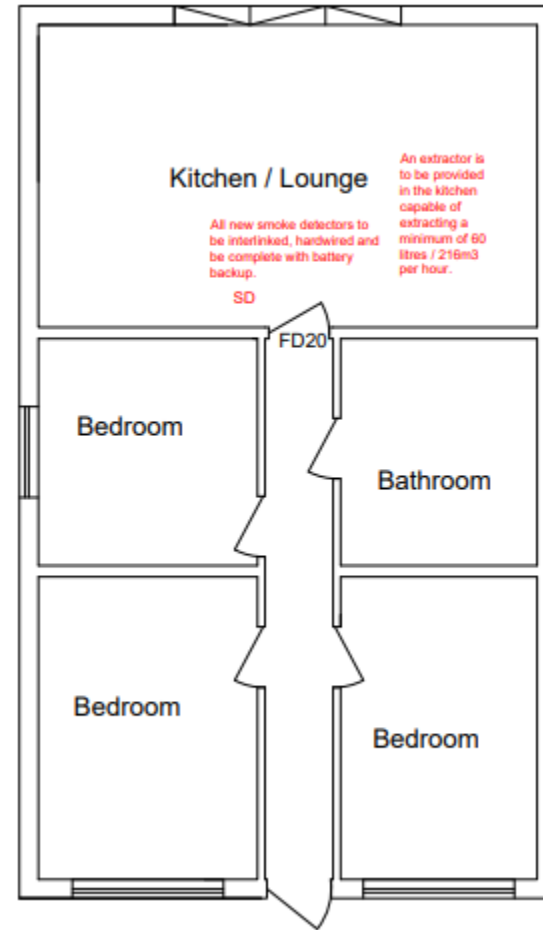 Kitchen / Lounge
An extractor is
to be provided
in the kitchen
capable of
extracting a
minimum of 60
litres / 216m3
per hour.
All new smoke detectors to
be interlinked, hardwired and
be complete with battery
backup.
SD
FD20
Bedroom
Bathroom
Bedroom
Bedroom